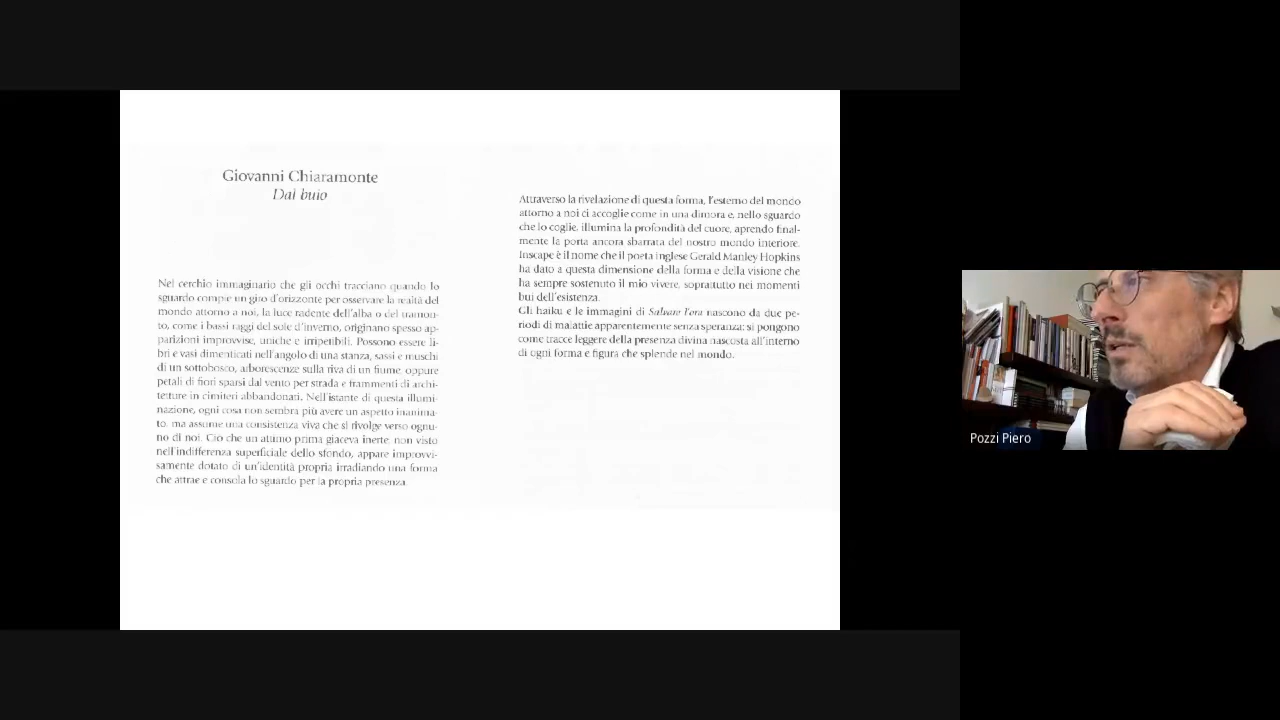 Giovanni Chiaramonte
Dal buio
Nel cerchio immaginario che gli occhi tracciano quando lo
sguardo compie un giro d'orizzonte per osservare la realtà del
mondo attorno a noi, la luce radente dell'alba o del tramon-
to, come i bassi raggi del sole d'inverno, originano spesso ap-
parizioni improvvise, uniche e irripetibili. Possono essere li-
bri e vasi dimenticati nell'angolo di una stanza, sassi e muschi
di un sottobosco, arborescenze sulla riva di un fiume, oppure
petali di fiori sparsi dal vento per strada e frammenti di archi-
tetture in cimiteri abbandonati. Nell'istante di questa illumi-
nazione, ogni cosa non sembra più avere un aspetto inanima-
to, ma assume una consistenza viva che si rivolge verso ognu-
no di noi. Ciò che un attimo prima giaceva inerte, non visto
nell'indifferenza superficiale dello sfondo, appare improvvi-
samente dotato di un'identità propria irradiando una forma
che attrae e consola lo sguardo per la propria presenza.
Attraverso la rivelazione di questa forma, l'esterno del mondo
attorno a noi ci accoglie come in una dimora e, nello sguardo
che lo coglie, illumina la profondità del cuore, aprendo final-
mente la porta ancora sbarrata del nostro mondo interiore.
Inscape è il nome che il poeta inglese Gerald Manley Hopkins
ha dato a questa dimensione della forma e della visione che
ha sempre sostenuto il mio vivere, soprattutto nei momenti
bui dell'esistenza.
Gli haiku e le immagini di Salvare l'ora nascono da due pe-
riodi di malattie apparentemente senza speranza: si pongono
come tracce leggere della presenza divina nascosta all'interno
di ogni forma e figura che splende nel mondo.
Pozzi Piero